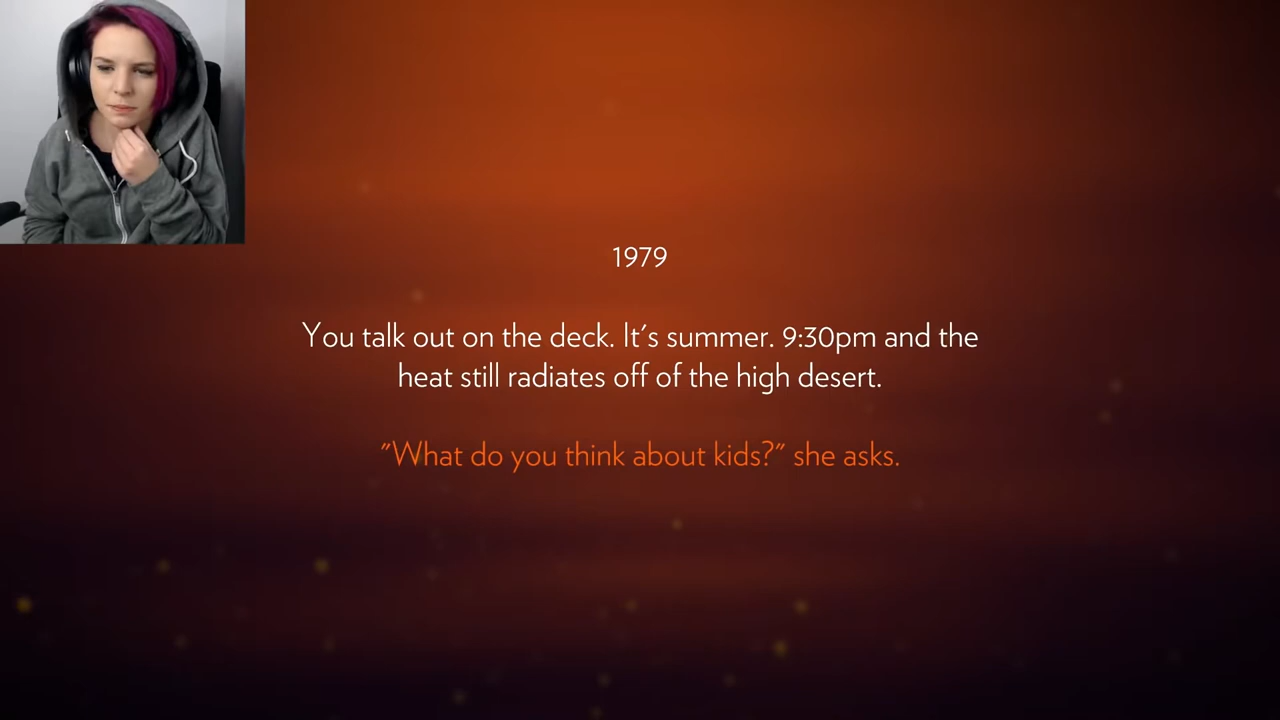 1979
You talk out on the deck. It's summer. 9:30pm and the
heat still radiates off of the high desert.
"What do you think about kids?" she asks.